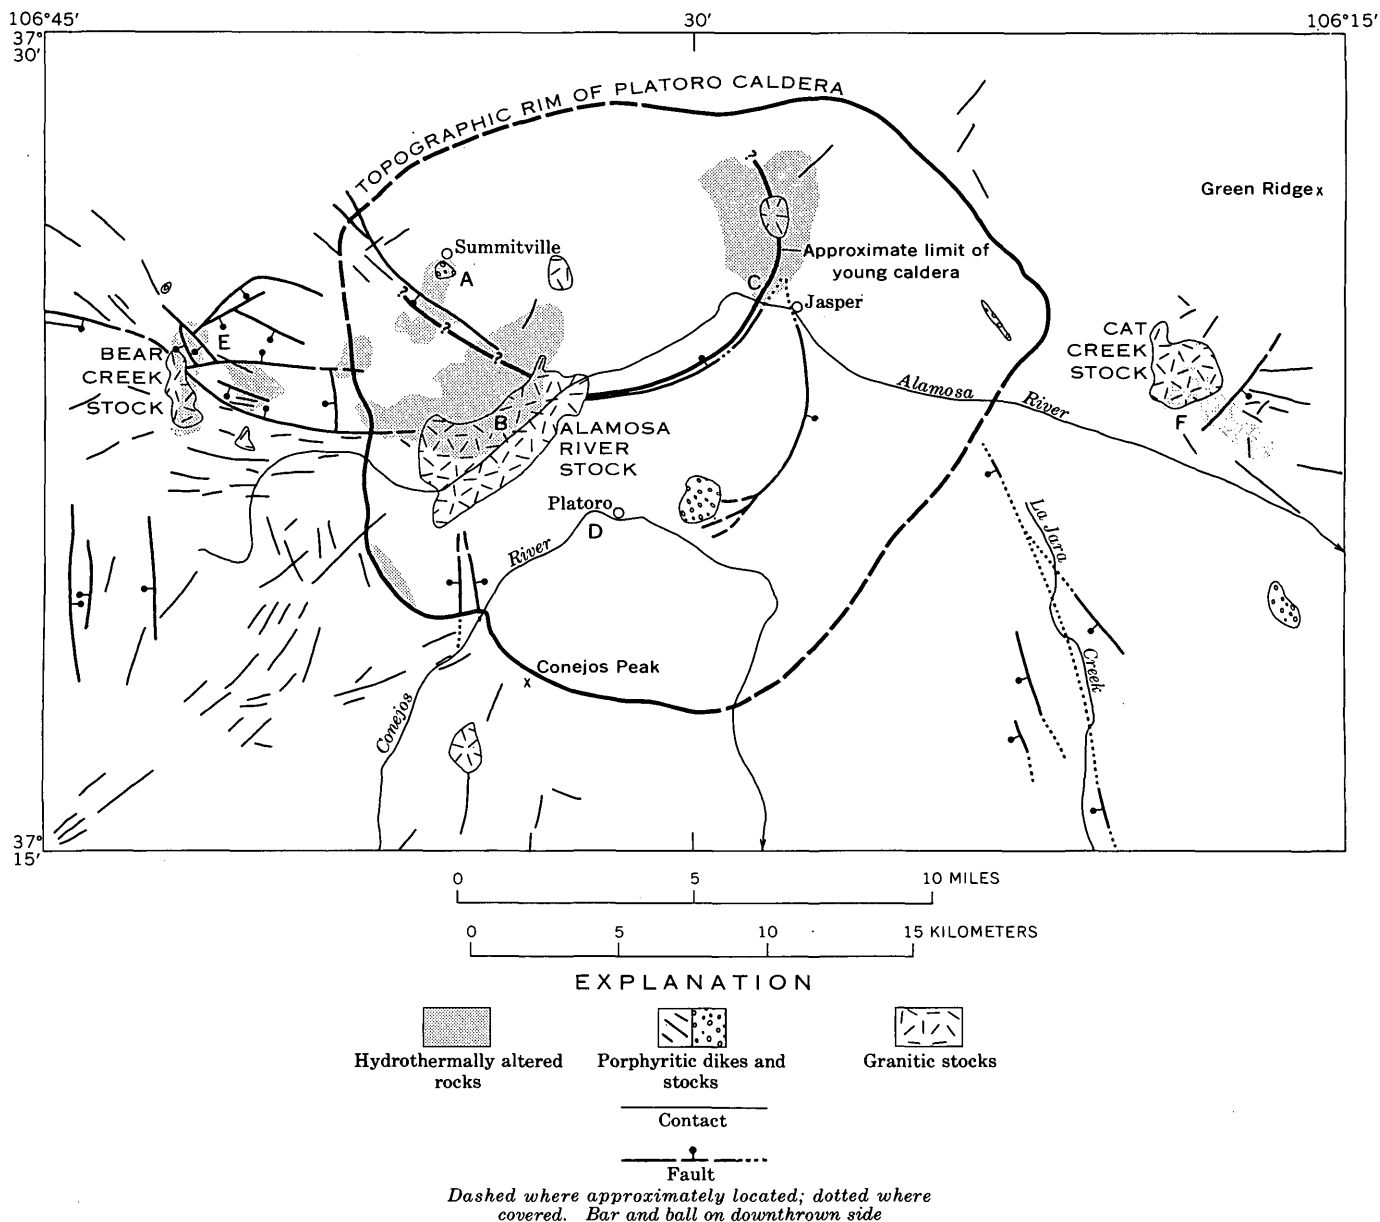 106°45' 30' 106°15'
37°
30'
TOPOGRAPHIC RIM OF PLATORO CALDERA
?
Green Ridge x
Summitville
A
Approximate limit of
young caldera
C
Jasper
?
?
?
E
BEAR
CREEK
STOCK
CAT
CREEK
STOCK
Alamosa River
F
B
ALAMOSA
RIVER
STOCK
Platoro
D
River
La Jara
Creek
Conejos Peak
x
Conejos
37°
15'
0 5 10 MILES
0 5 10 15 KILOMETERS
EXPLANATION
Hydrothermally altered
rocks
Porphyritic dikes and
stocks
Granitic stocks
Contact
Fault
Dashed where approximately located; dotted where
covered. Bar and ball on downthrown side